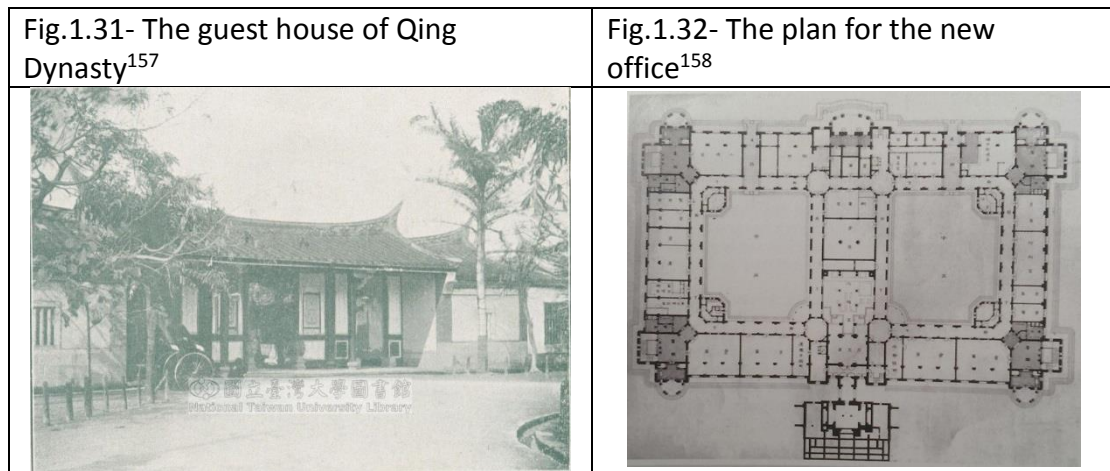 Fig.1.31- The guest house of Qing
Dynasty157
Fig.1.32- The plan for the new
office158
國立臺灣大學圖書館
National Taiwan University Library